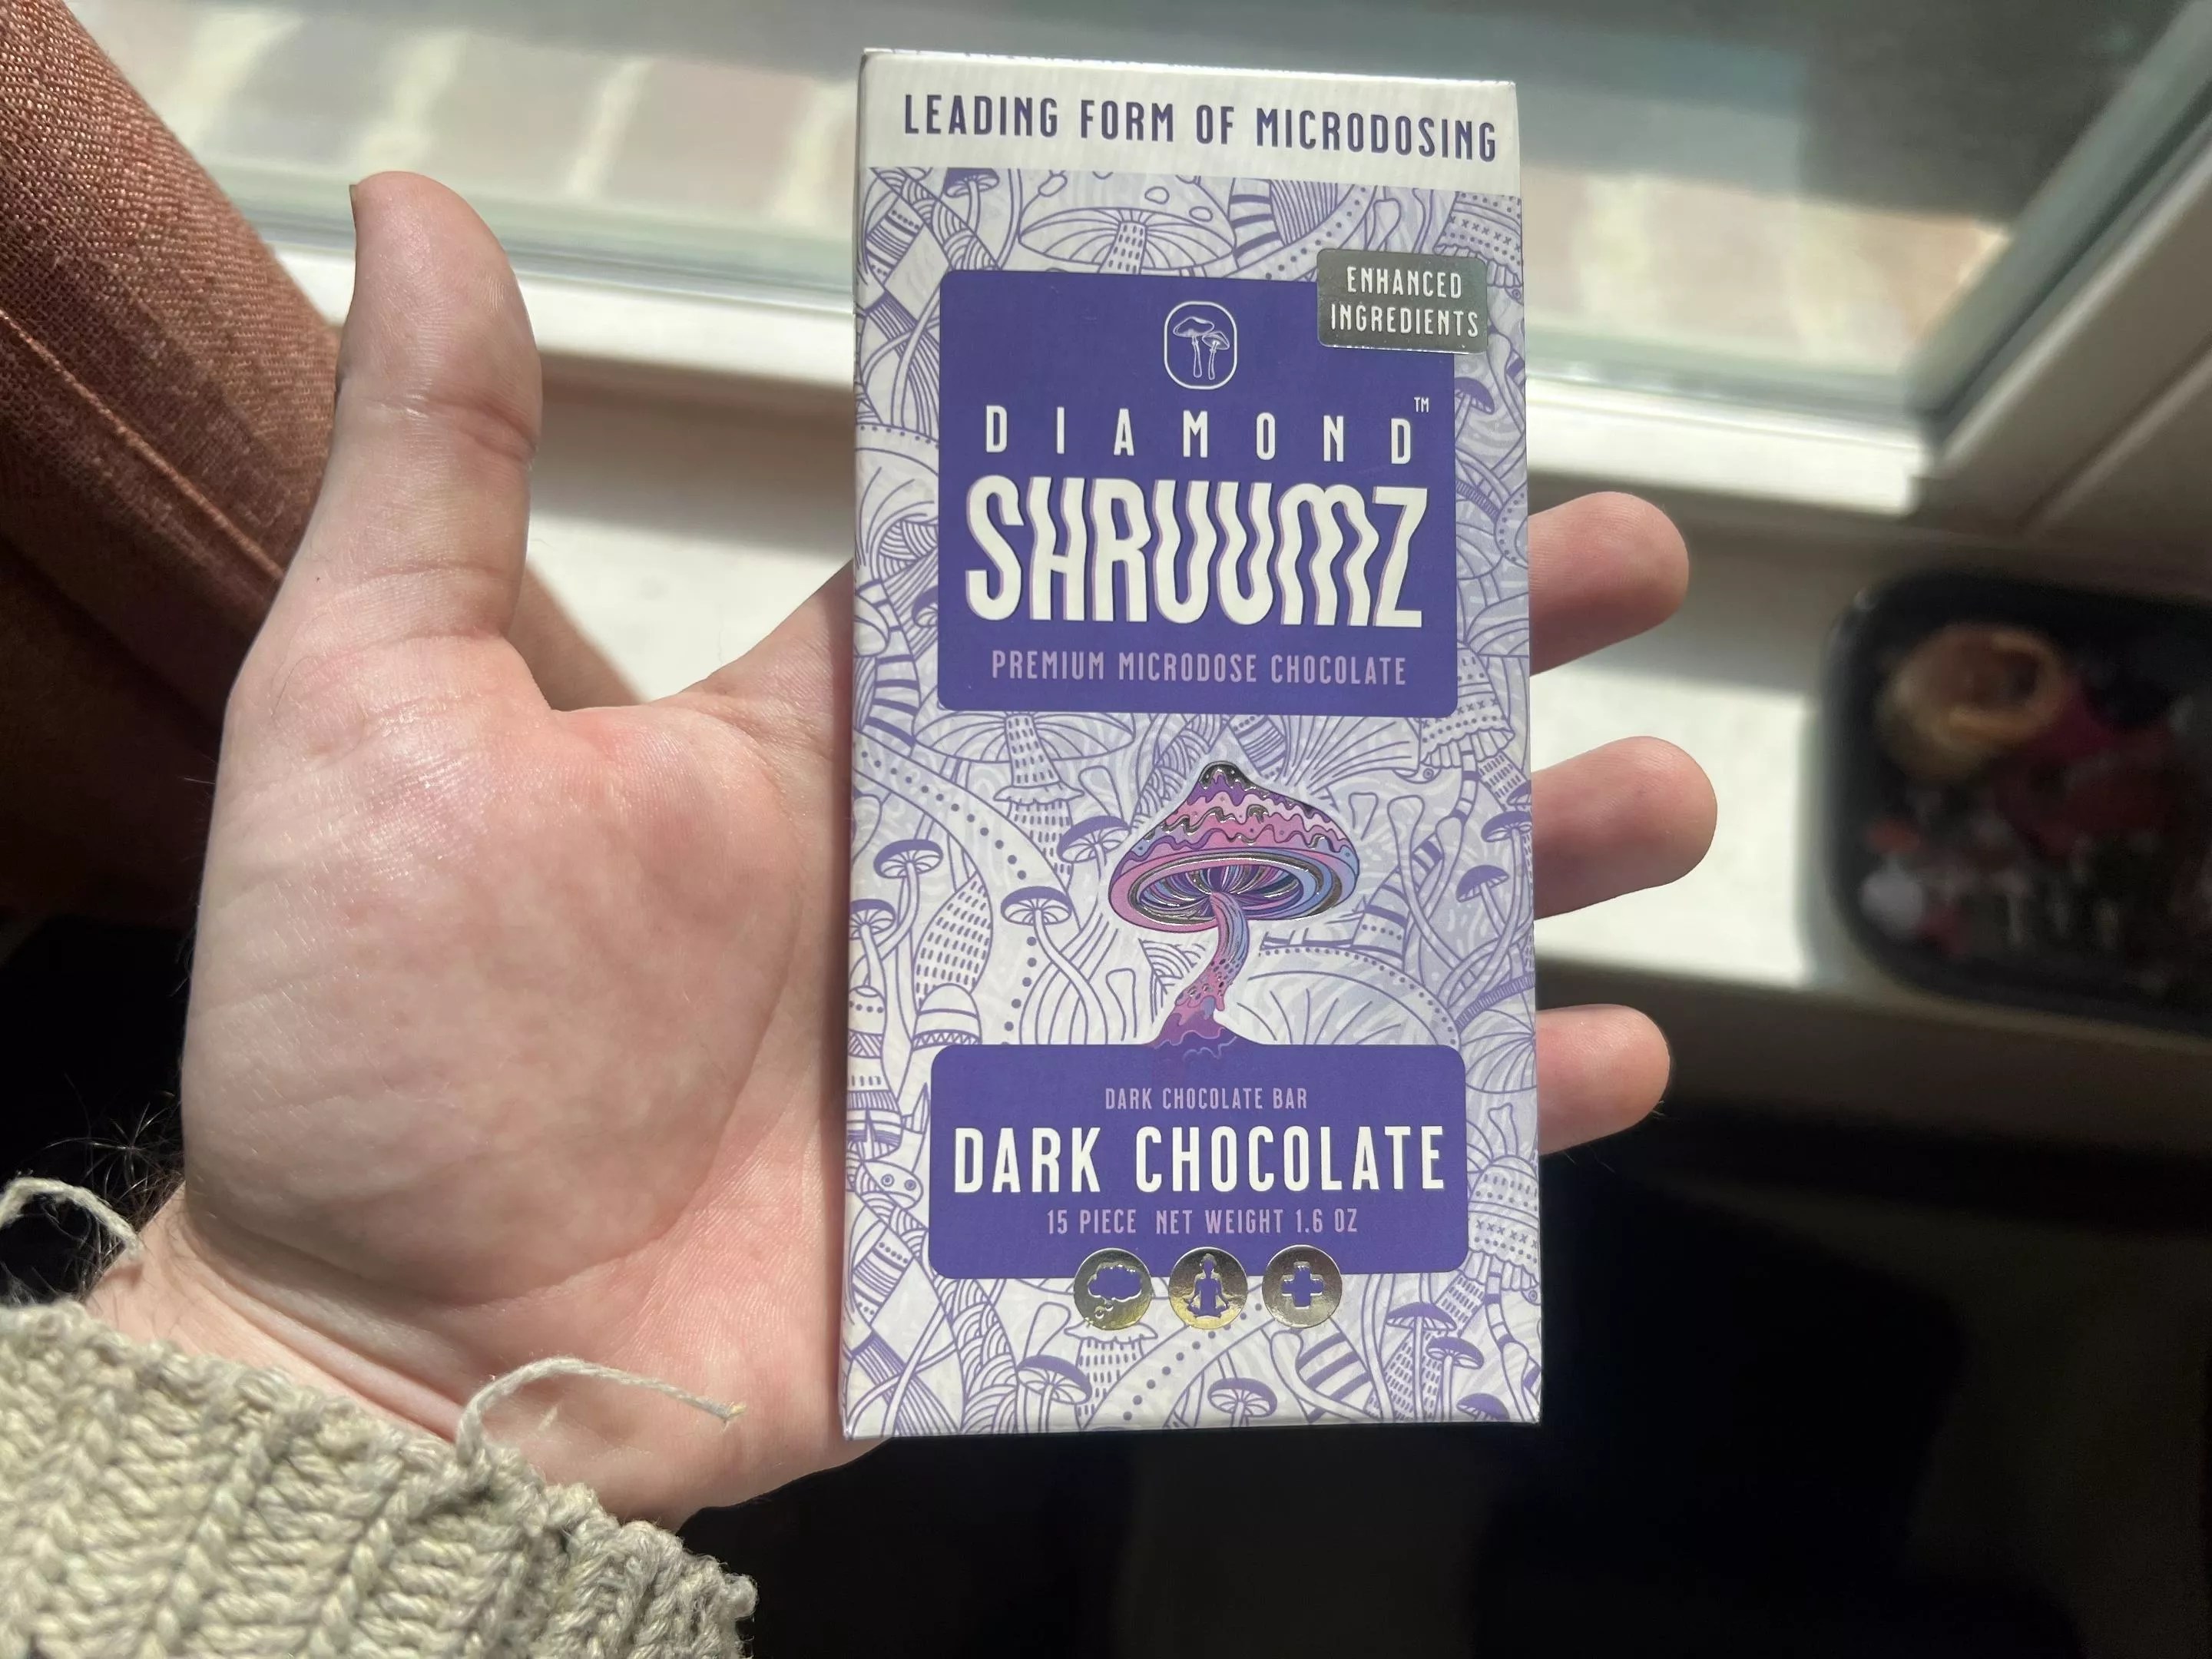 LEADING FORM OF MICRODOSING
ENHANCED
INGREDIENTS
DIAMOND™
SHRUUMZ
PREMIUM MICRODOSE CHOCOLATE
DARK CHOCOLATE BAR
DARK CHOCOLATE
15 PIECE NET WEIGHT 1.6 OZ